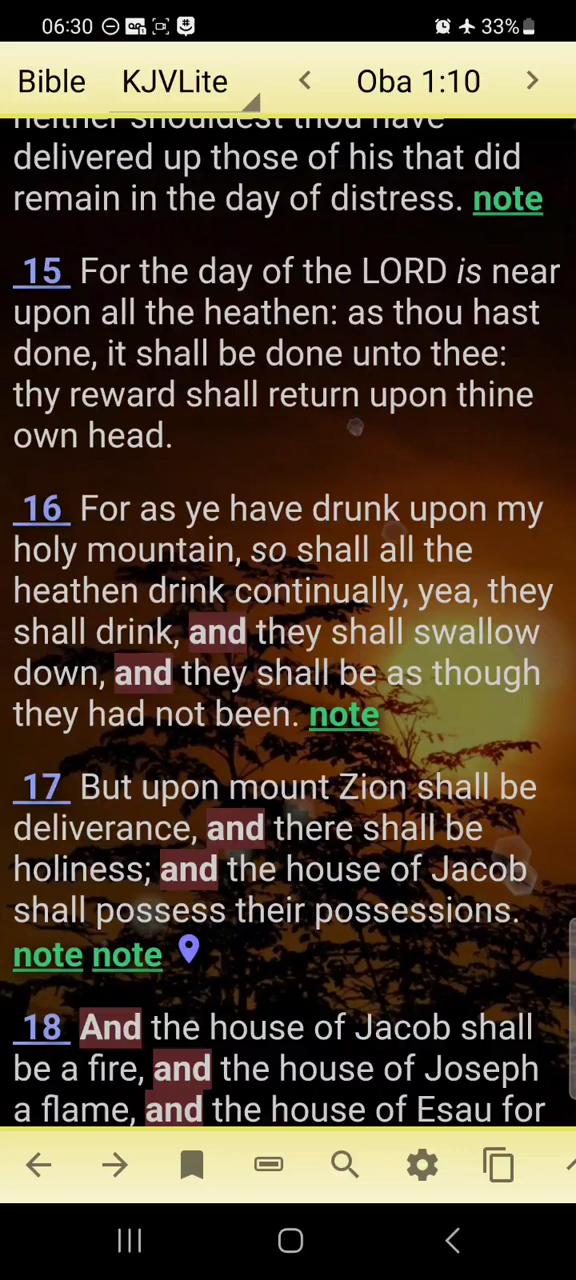 06:30 33%
Bible KJVLite < Oba 1:10 >
neither shouldest thou have
delivered up those of his that did
remain in the day of distress. note
15 For the day of the LORD is near
upon all the heathen: as thou hast
done, it shall be done unto thee:
thy reward shall return upon thine
own head.
16 For as ye have drunk upon my
holy mountain, so shall all the
heathen drink continually, yea, they
shall drink, and they shall swallow
down, and they shall be as though
they had not been. note
17 But upon mount Zion shall be
deliverance, and there shall be
holiness; and the house of Jacob
shall possess their possessions.
note note
18 And the house of Jacob shall
be a fire, and the house of Joseph
a flame, and the house of Esau for